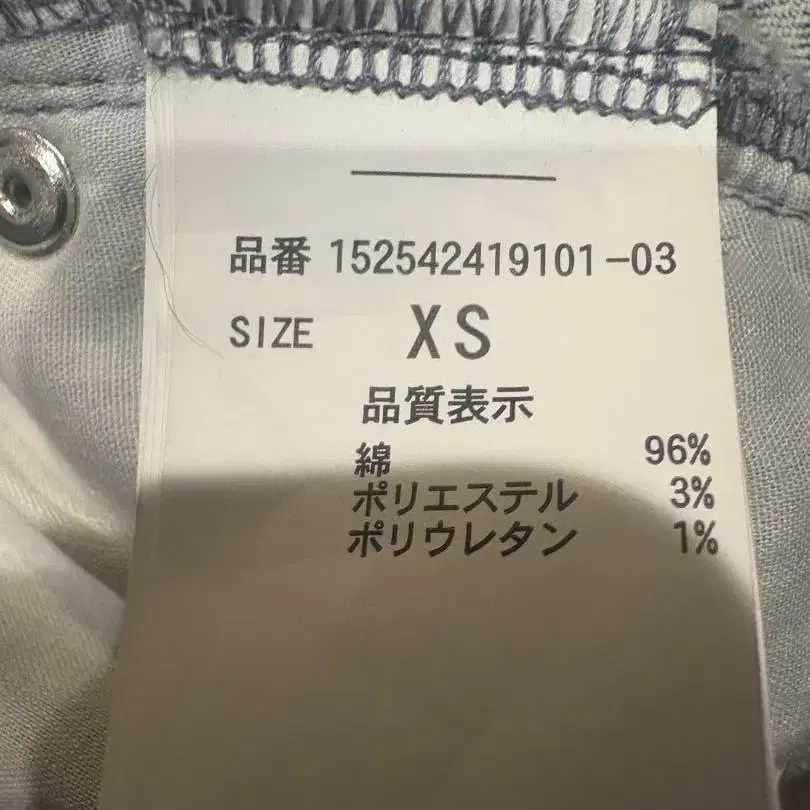 品番 152542419101-03
SIZE XS
品質表示
綿 96%
ポリエステル 3%
ポリウレタン 1%